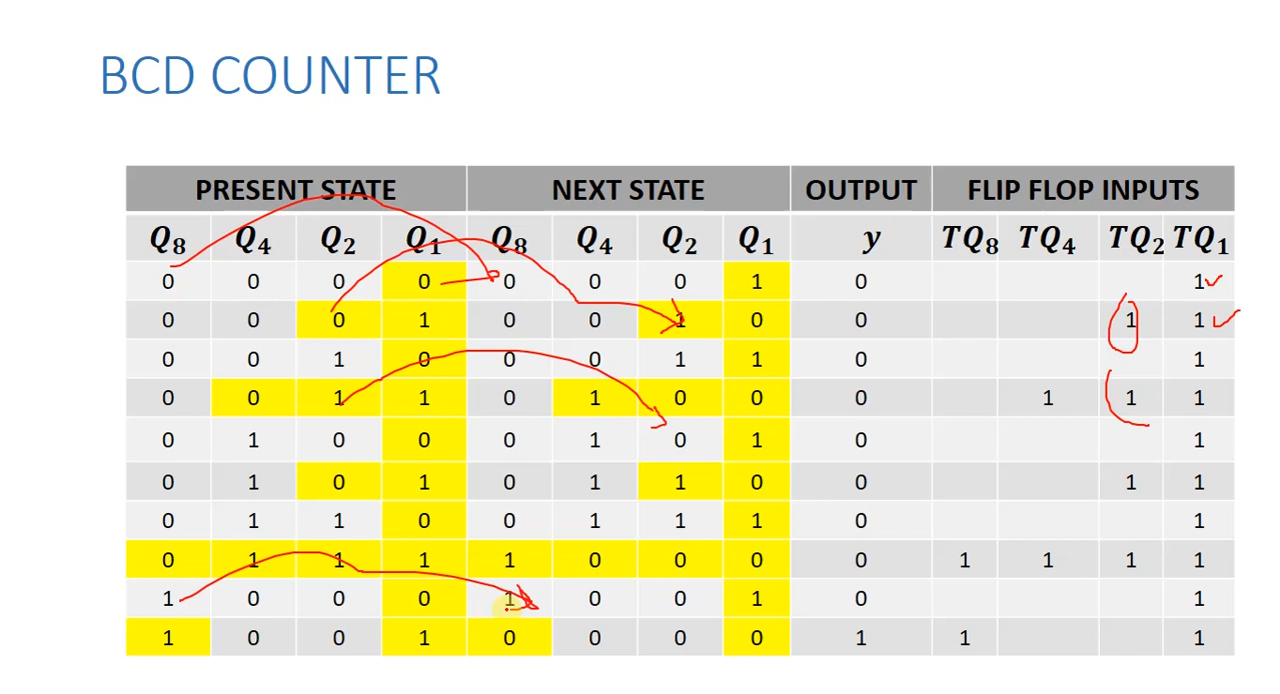 BCD COUNTER
PRESENT STATE NEXT STATE OUTPUT FLIP FLOP INPUTS
Q8 Q4 Q2 Q1 Q8 Q4 Q2 Q1 y TQ8 TQ4 TQ2 TQ1
0 0 0 0 0 0 0 1 0 1
0 0 0 1 0 0 1 0 0 1 1
0 0 1 0 0 0 1 1 0 1
0 0 1 1 0 1 0 0 0 1 1 1
0 1 0 0 0 1 0 1 0 1
0 1 0 1 0 1 1 0 0 1 1
0 1 1 0 0 1 1 1 0 1
0 1 1 1 1 0 0 0 0 1 1 1 1
1 0 0 0 1 0 0 1 0 1
1 0 0 1 0 0 0 0 1 1 1